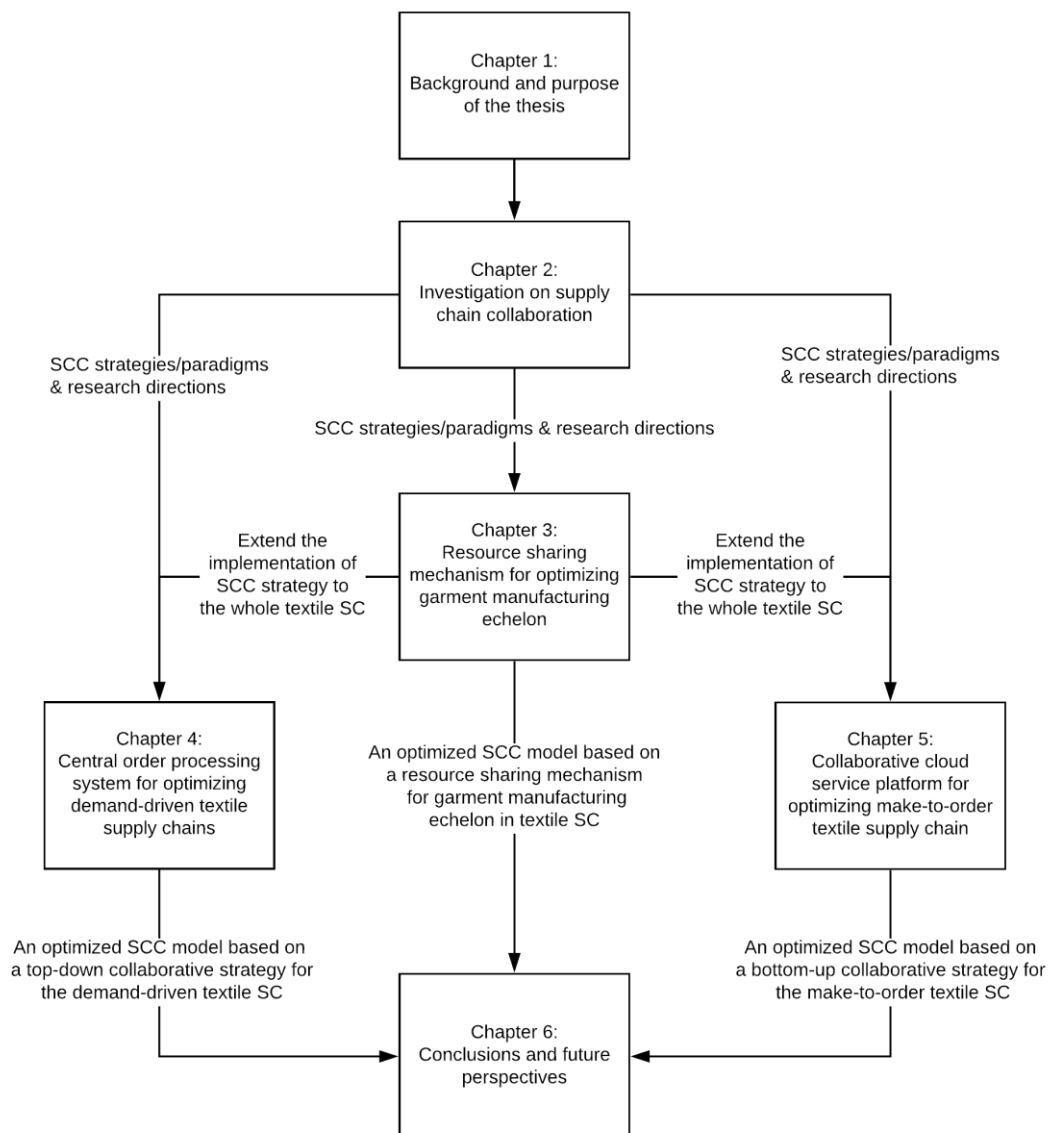 Chapter 1:
Background and purpose
of the thesis
Chapter 2:
Investigation on supply
chain collaboration
SCC strategies/paradigms
& research directions
SCC strategies/paradigms
& research directions
SCC strategies/paradigms & research directions
Extend the
implementation of
SCC strategy to
the whole textile SC
Chapter 3:
Resource sharing
mechanism for optimizing
garment manufacturing
echelon
Extend the
implementation of
SCC strategy to
the whole textile SC
Chapter 4:
Central order processing
system for optimizing
demand-driven textile
supply chains
An optimized SCC model based on
a resource sharing mechanism
for garment manufacturing
echelon in textile SC
Chapter 5:
Collaborative cloud
service platform for
optimizing make-to-order
textile supply chain
An optimized SCC model based on
a top-down collaborative strategy for
the demand-driven textile SC
An optimized SCC model based on
a bottom-up collaborative strategy for
the make-to-order textile SC
Chapter 6:
Conclusions and future
perspectives